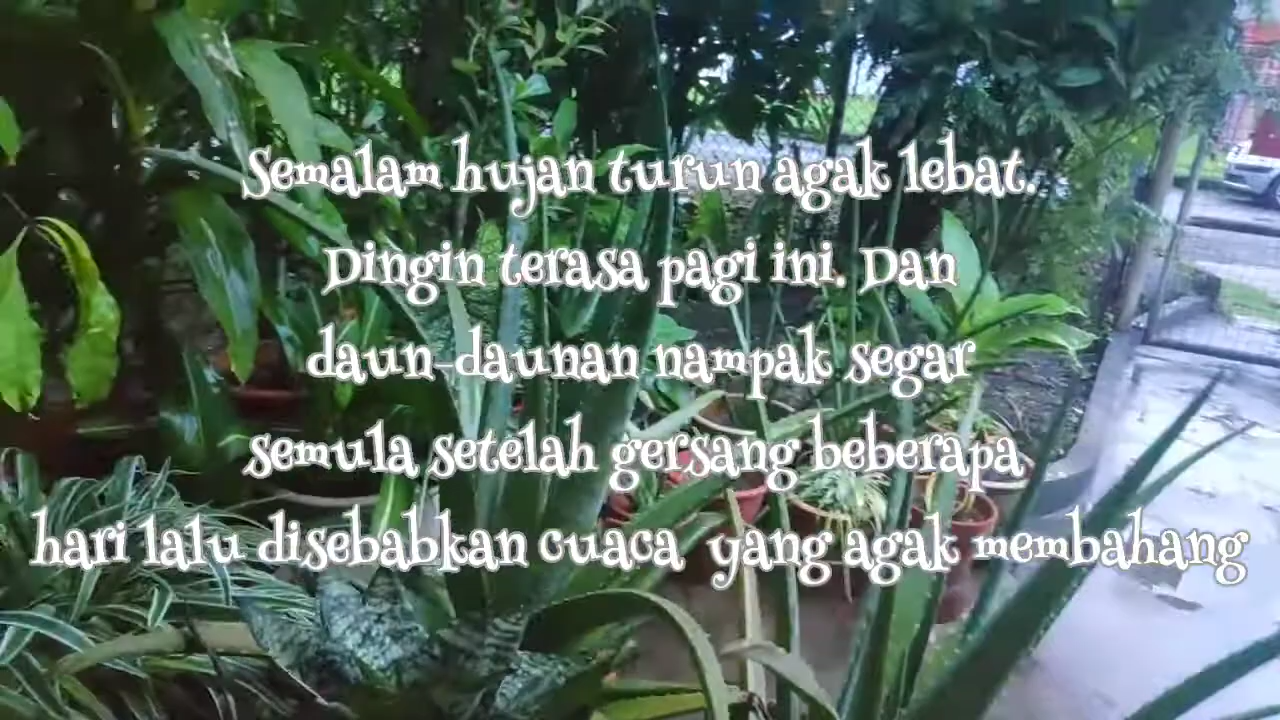 Semalam hujan turun agak lebat.
Dingin terasa pagi ini. Dan
daun-daunan nampak segar
semula setelah gersang beberapa
hari lalu disebabkan cuaca yang agak membahang